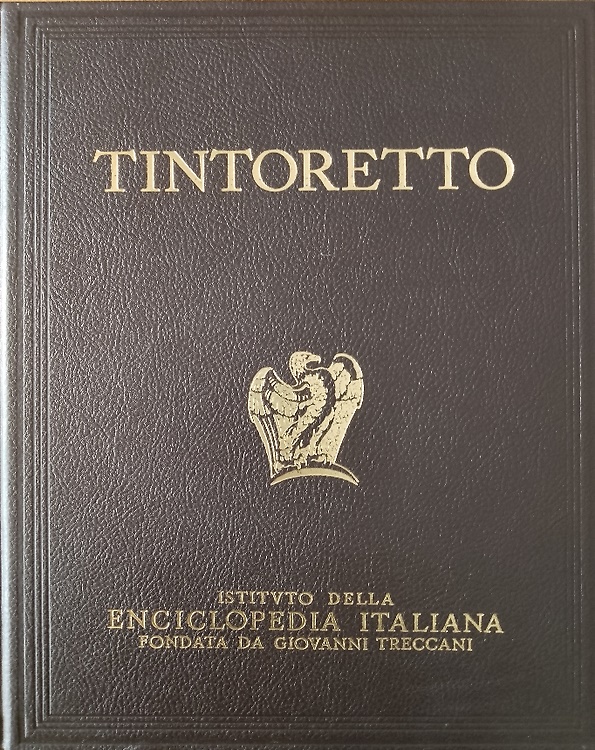 TINTORETTO
ISTITVTO DELLA
ENCICLOPEDIA ITALIANA
FONDATA DA GIOVANNI TRECCANI